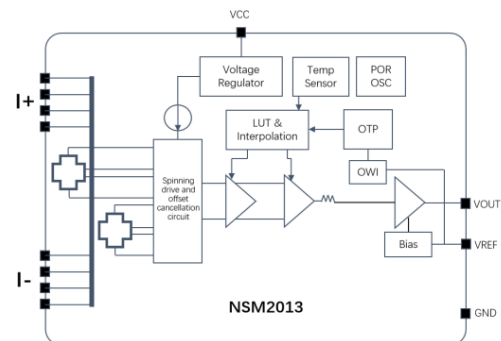 VCC
Voltage
Regulator
Temp
Sensor
POR
OSC
I+
LUT &
Interpolation
OTP
OWI
Spinning
drive and
offset
cancellation
circuit
VOUT
Bias
VREF
I-
NSM2013
GND